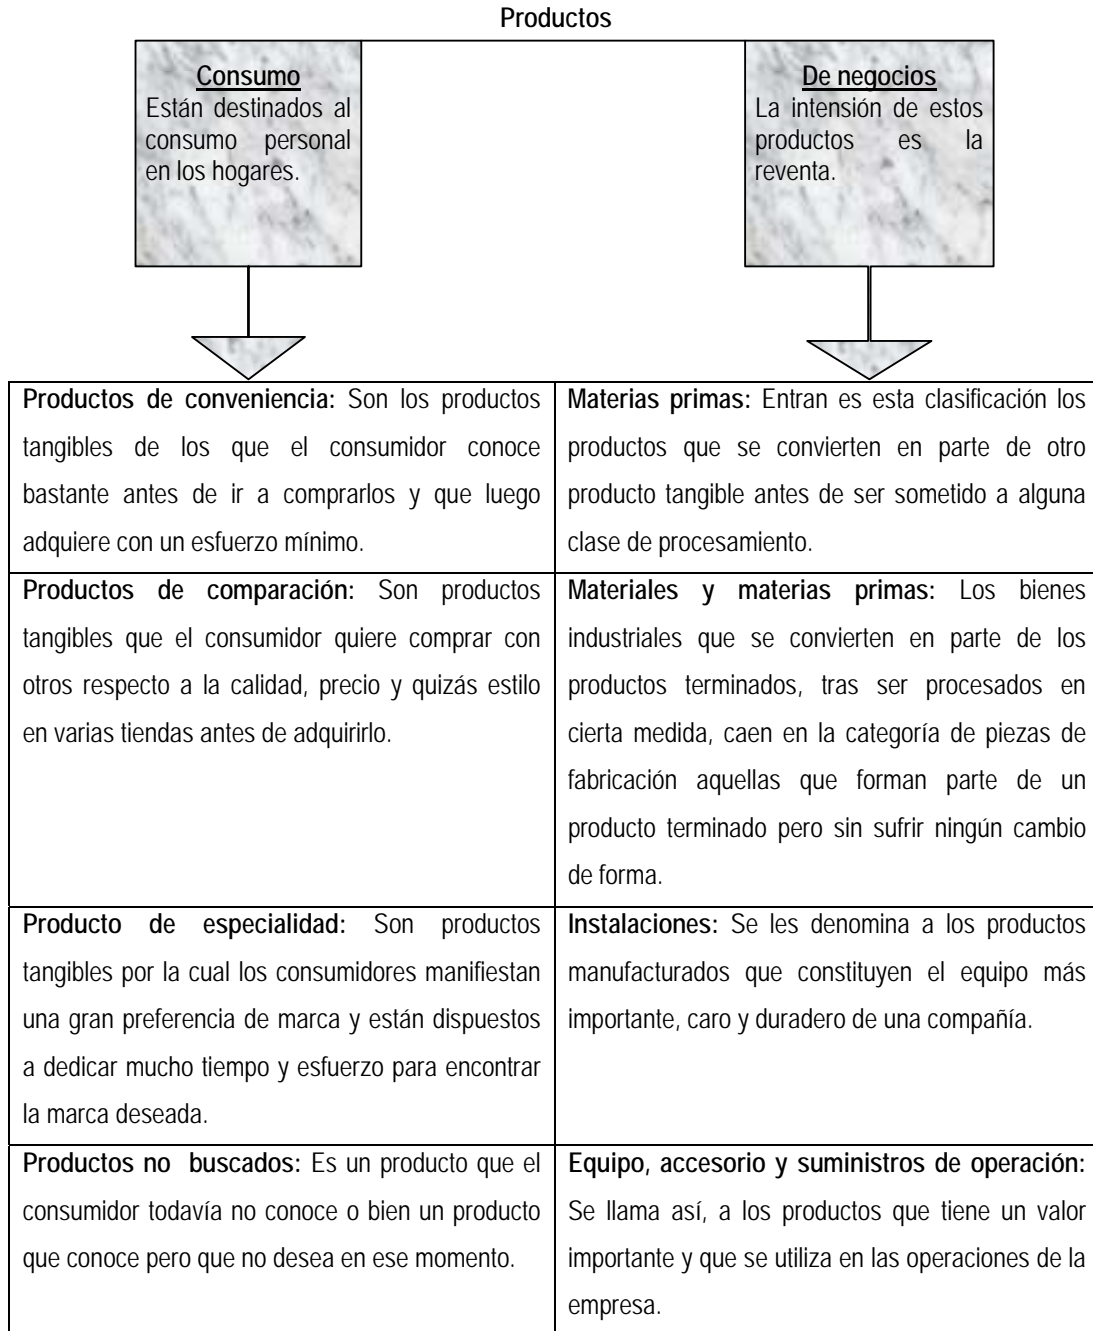 Productos
Consumo
Están destinados al
consumo personal
en los hogares.
De negocios
La intensión de estos
productos es la
reventa.
Productos de conveniencia: Son los productos
tangibles de los que el consumidor conoce
bastante antes de ir a comprarlos y que luego
adquiere con un esfuerzo mínimo.
Materias primas: Entran es esta clasificación los
productos que se convierten en parte de otro
producto tangible antes de ser sometido a alguna
clase de procesamiento.
Productos de comparación: Son productos
tangibles que el consumidor quiere comprar con
otros respecto a la calidad, precio y quizás estilo
en varias tiendas antes de adquirirlo.
Materiales y materias primas: Los bienes
industriales que se convierten en parte de los
productos terminados, tras ser procesados en
cierta medida, caen en la categoría de piezas de
fabricación aquellas que forman parte de un
producto terminado pero sin sufrir ningún cambio
de forma.
Producto de especialidad: Son productos
tangibles por la cual los consumidores manifiestan
una gran preferencia de marca y están dispuestos
a dedicar mucho tiempo y esfuerzo para encontrar
la marca deseada.
Instalaciones: Se les denomina a los productos
manufacturados que constituyen el equipo más
importante, caro y duradero de una compañía.
Productos no buscados: Es un producto que el
consumidor todavía no conoce o bien un producto
que conoce pero que no desea en ese momento.
Equipo, accesorio y suministros de operación:
Se llama así, a los productos que tiene un valor
importante y que se utiliza en las operaciones de la
empresa.